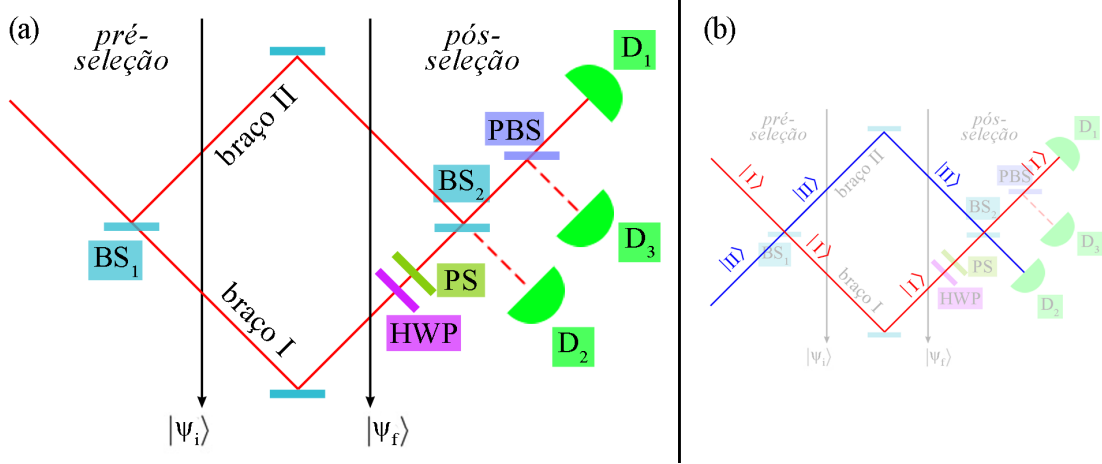 (a)
pré-
seleção
pós-
seleção
D₁
braço II
PBS
BS₂
BS₁
D₃
braço I
PS
HWP
D₂
|ψᵢ⟩
|ψf⟩
(b)
pré-
seleção
pós-
seleção
D₁
|I⟩
|II⟩
braço II
|II⟩
PBS
|I⟩
BS₂
|II⟩
BS₁
|I⟩
D₃
braço I
|I⟩
PS
HWP
D₂
|ψᵢ⟩
|ψf⟩